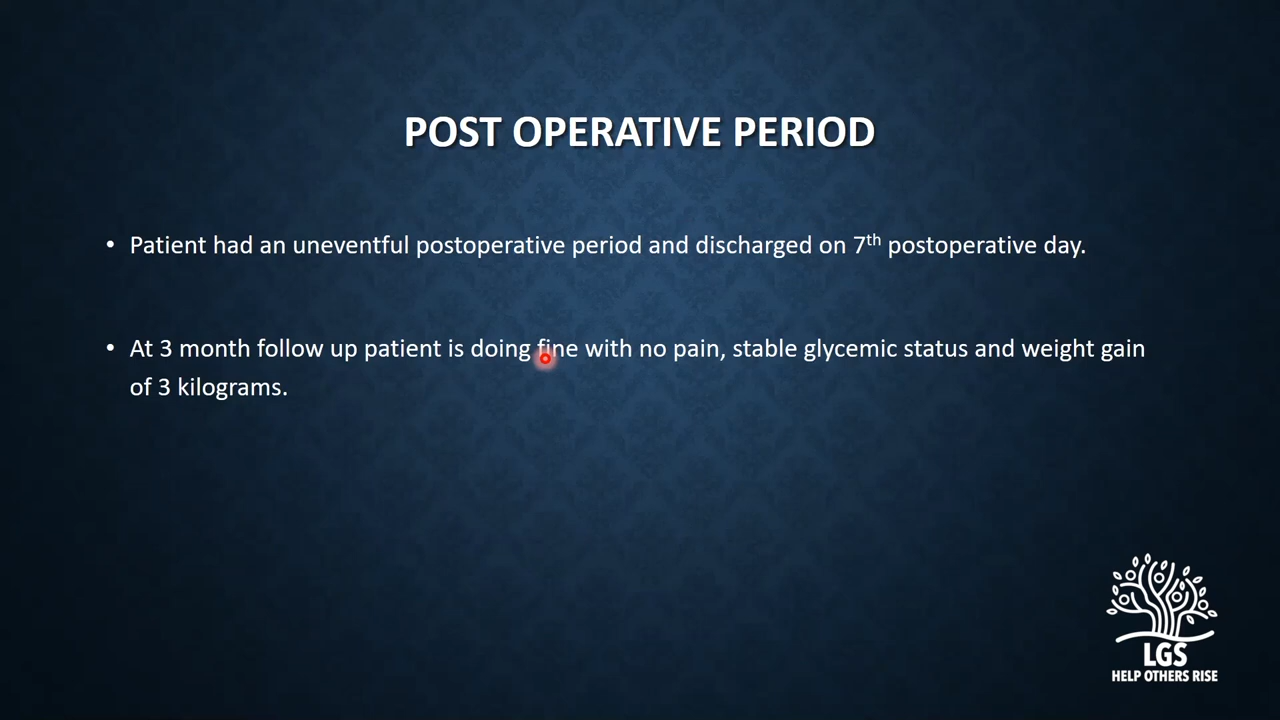 POST OPERATIVE PERIOD
• Patient had an uneventful postoperative period and discharged on 7th postoperative day.
• At 3 month follow up patient is doing fine with no pain, stable glycemic status and weight gain
of 3 kilograms.
LGS
HELP OTHERS RISE